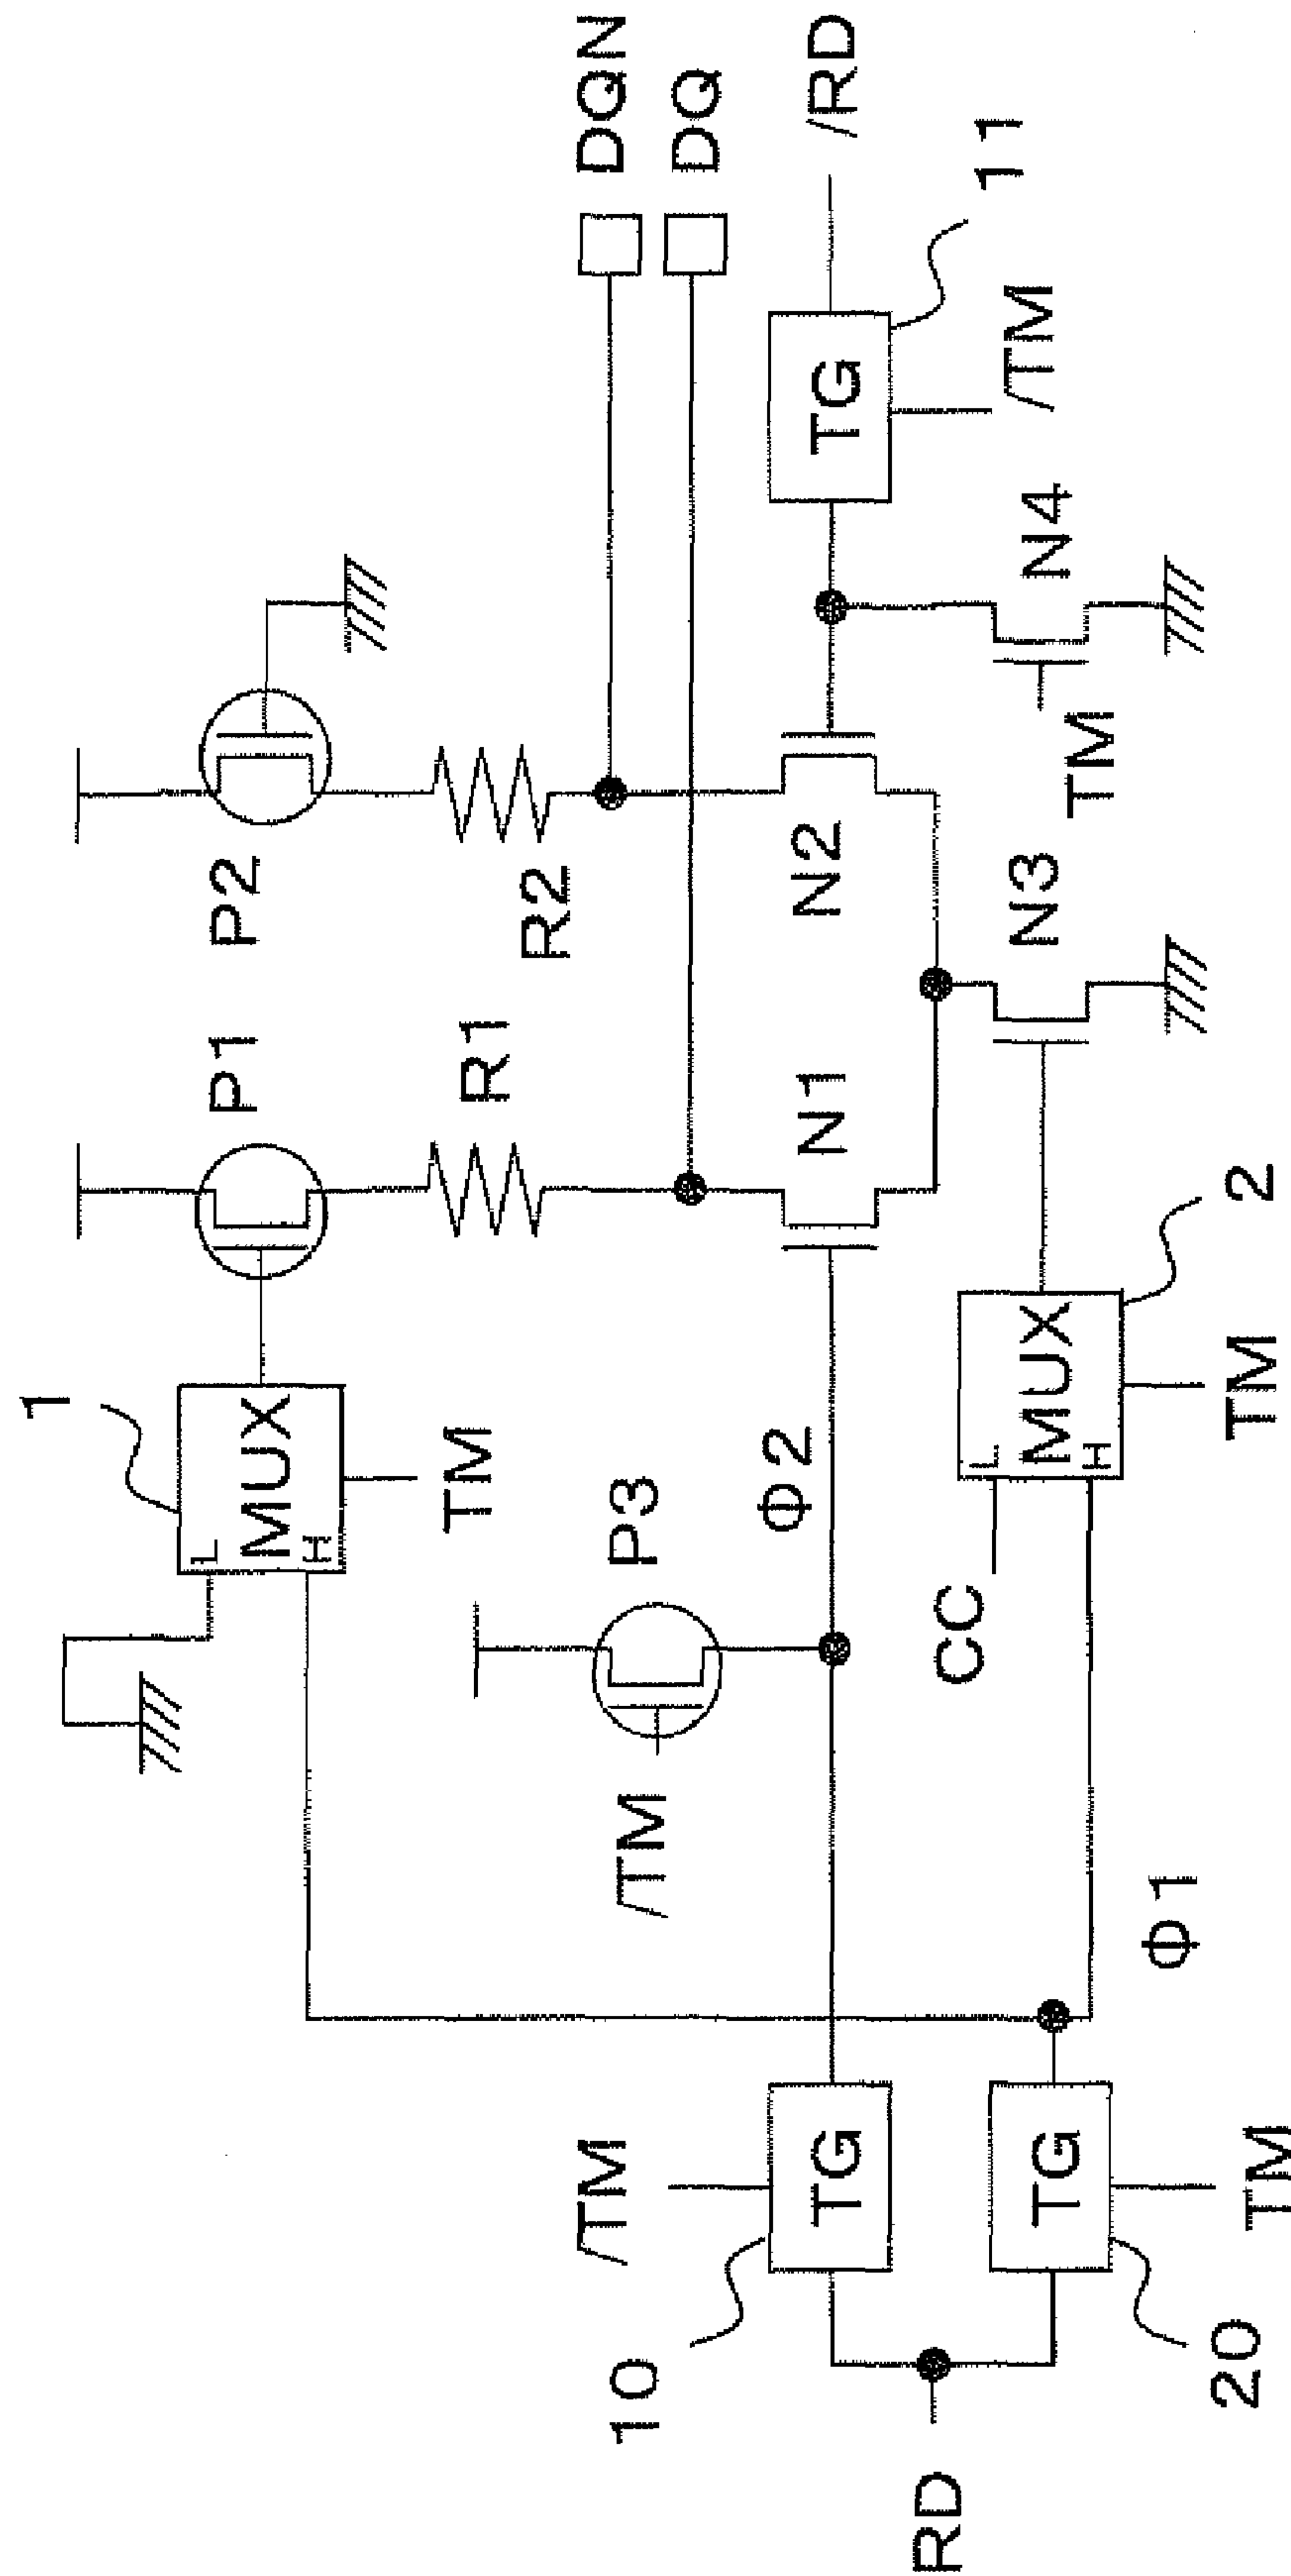 1
MUX
L
H
TM
P1
P2
R1
R2
/TM
P3
Φ2
N1
N2
DQN
DQ
/TM
10
TG
TG
11
/RD
/TM
RD
TG
20
TM
Φ1
CC
L
MUX
H
TM
2
N3
TM
N4